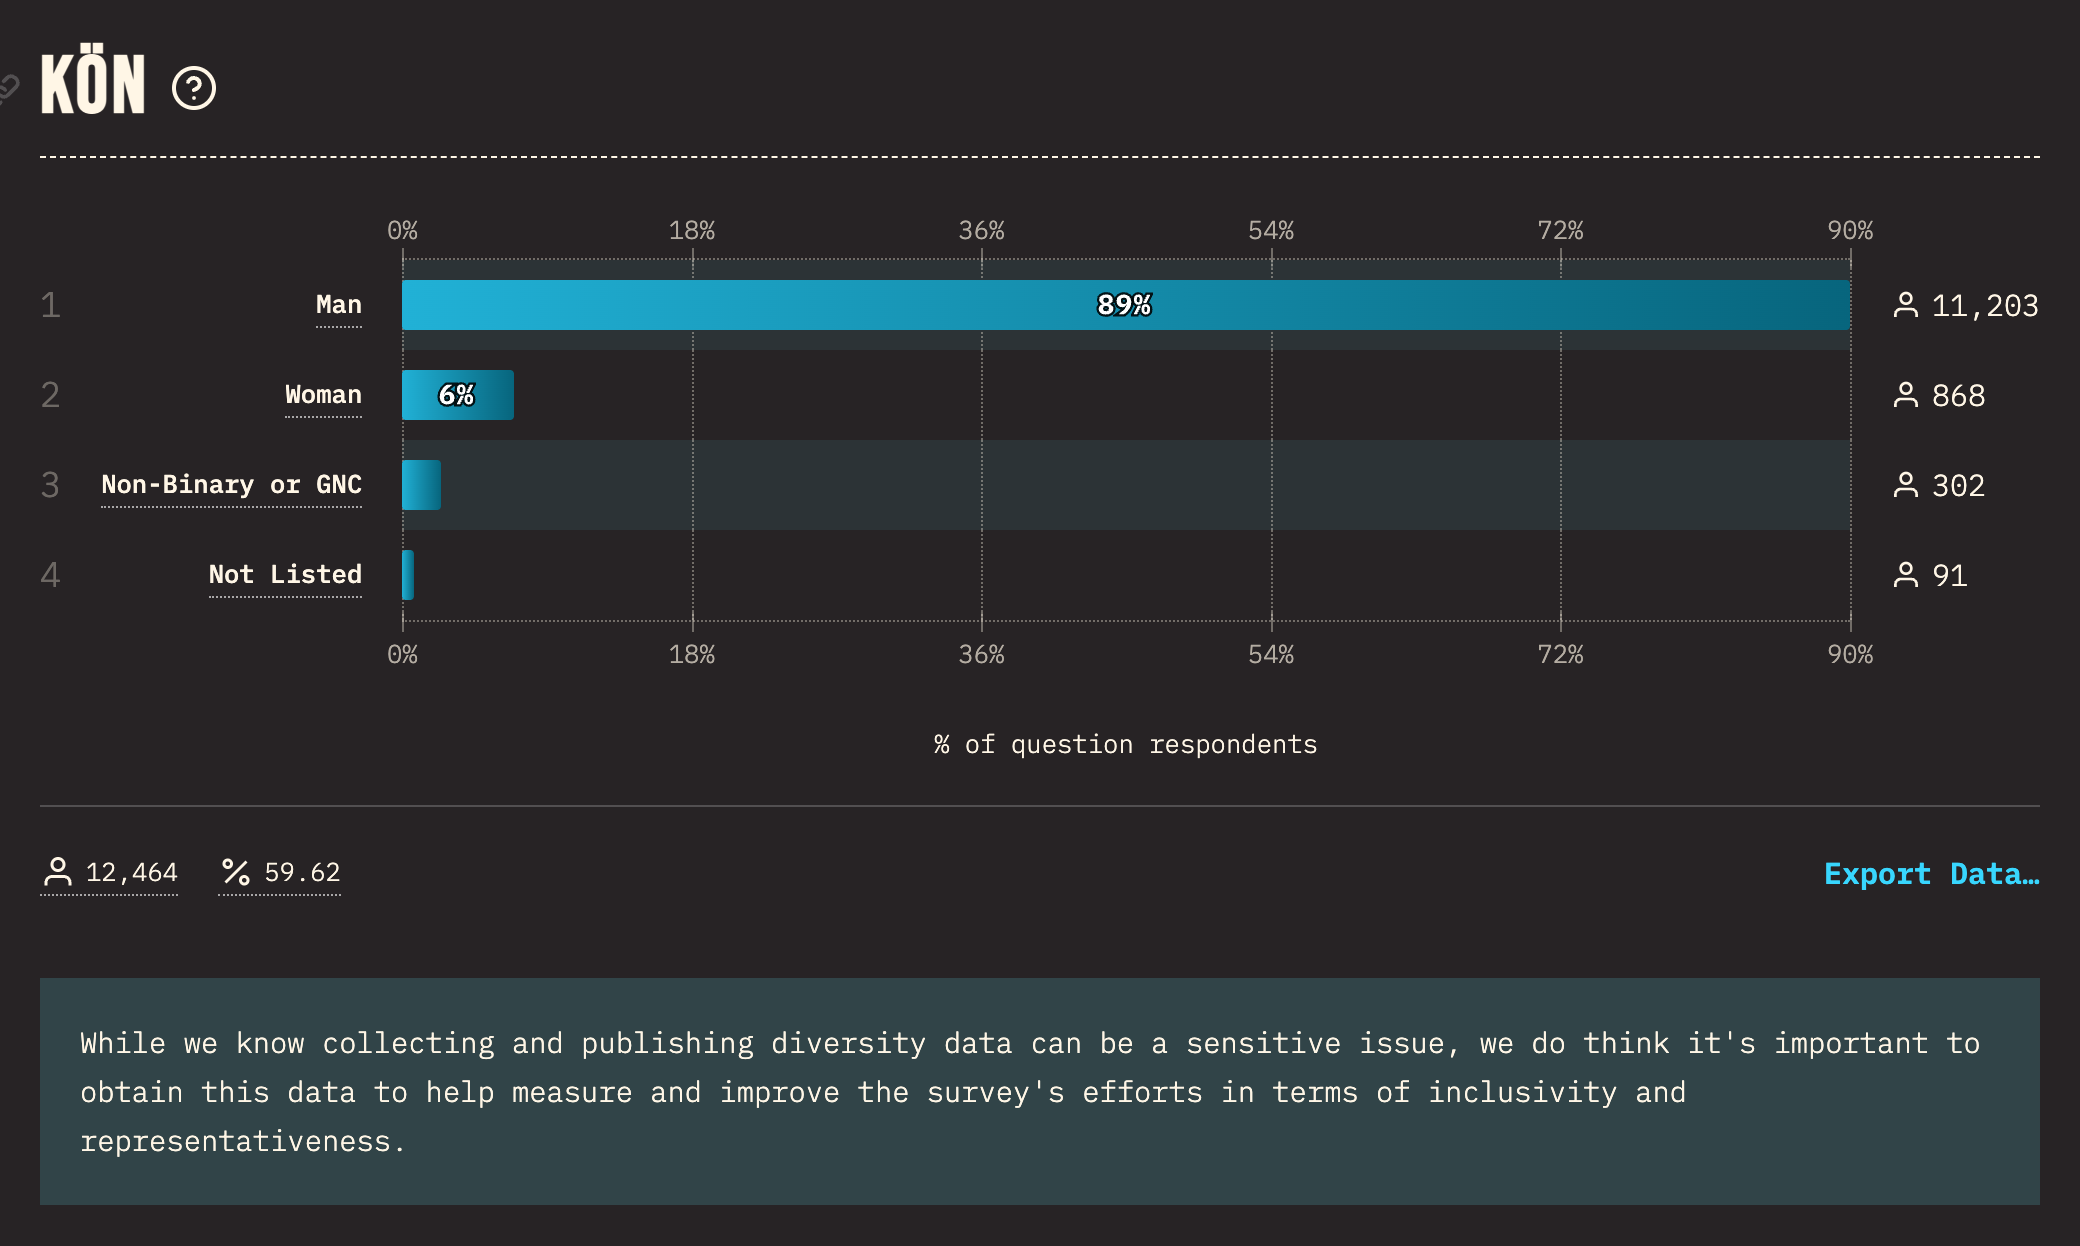 KÖN
0% 18% 36% 54% 72% 90%
1 Man 89% 11,203
2 Woman 6% 868
3 Non-Binary or GNC 302
4 Not Listed 91
0% 18% 36% 54% 72% 90%
% of question respondents
12,464 % 59.62 Export Data…
While we know collecting and publishing diversity data can be a sensitive issue, we do think it's important to
obtain this data to help measure and improve the survey's efforts in terms of inclusivity and
representativeness.